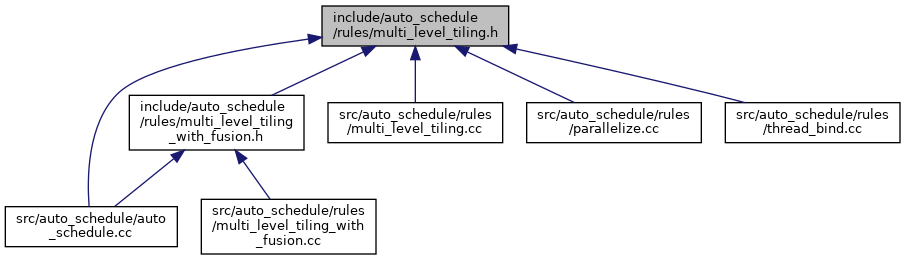 include/auto_schedule
/rules/multi_level_tiling.h
include/auto_schedule
/rules/multi_level_tiling
_with_fusion.h
src/auto_schedule/rules
/multi_level_tiling.cc
src/auto_schedule/rules
/parallelize.cc
src/auto_schedule/rules
/thread_bind.cc
src/auto_schedule/auto
_schedule.cc
src/auto_schedule/rules
/multi_level_tiling_with
_fusion.cc